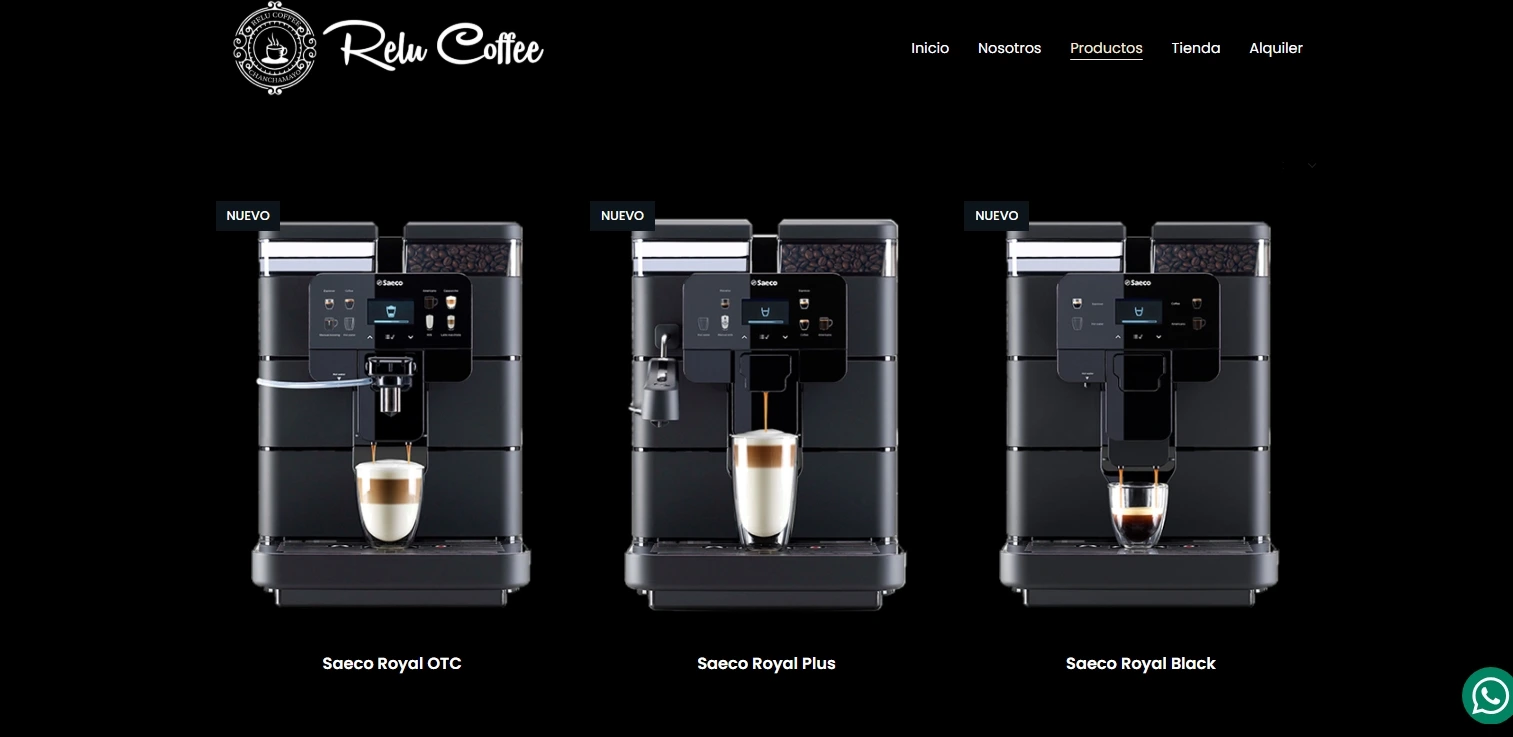 RELU COFFEE
CHANCHAMAYO
Relu Coffee
Inicio
Nosotros
Productos
Tienda
Alquiler
NUEVO
NUEVO
NUEVO
Saeco
Saeco
Saeco
Saeco Royal OTC
Saeco Royal Plus
Saeco Royal Black